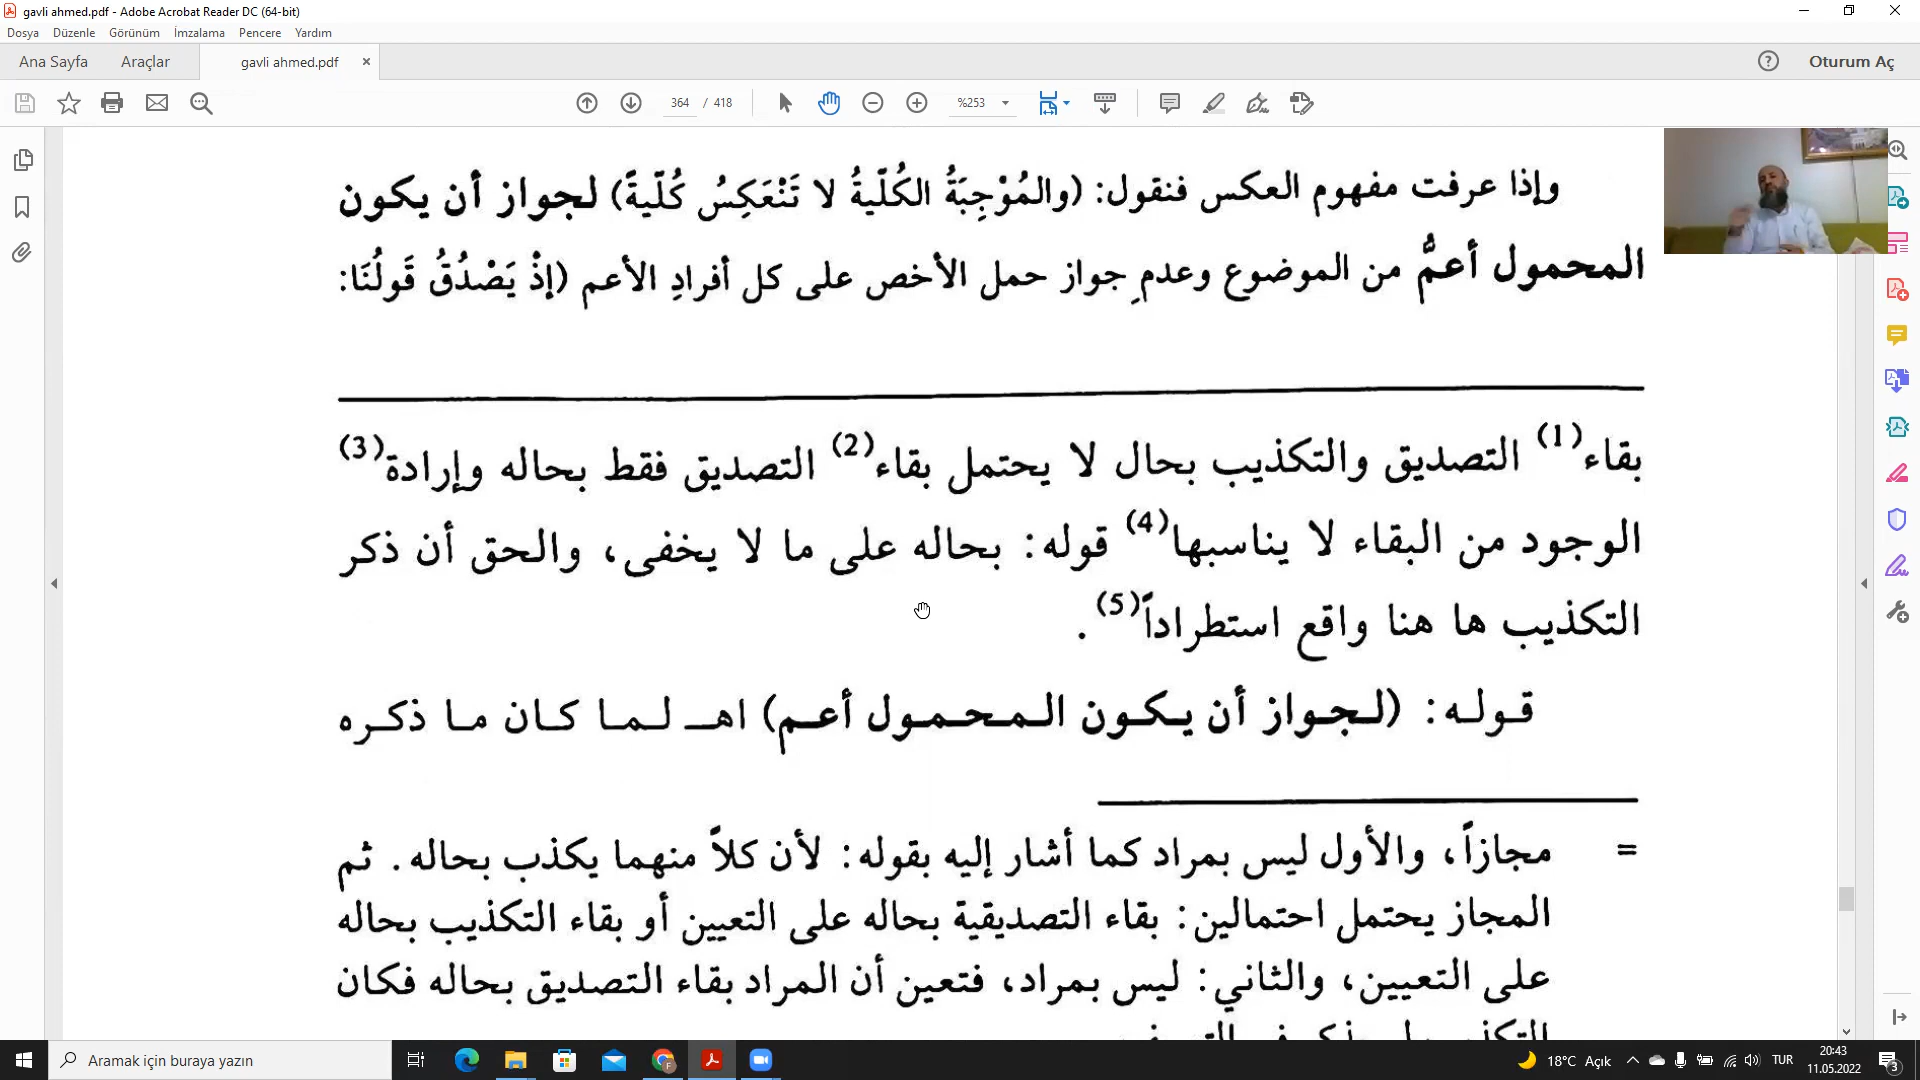 gavli ahmed.pdf - Adobe Acrobat Reader DC (64-bit)
Dosya Düzenle Görünüm İmzalama Pencere Yardım
Ana Sayfa Araçlar gavli ahmed.pdf × Oturum Aç
364 / 418 %253
وإذا عرفت مفهوم العكس فنقول: (والمُوْجِبَةُ الكُلّيةُ لا تَنْعَكِسُ كُلّيةً) لجواز أن يكون
المحمول أعمُّ من الموضوع وعدمِ جواز حمل الأخص على كل أفرادِ الأعم (إذْ يَصْدُقُ قَولُنَا:
بقاء(1) التصديق والتكذيب بحال لا يحتمل بقاء(2) التصديق فقط بحاله وإرادة(3)
الوجود من البقاء لا يناسبها(4) قوله: بحاله على ما لا يخفى، والحق أن ذكر
التكذيب ها هنا واقع استطراداً(5).
قوله: (لجواز أن يكون المحمول أعم) اهـ لما كان ما ذكره
= مجازاً، والأول ليس بمراد كما أشار إليه بقوله: لأن كلاً منهما يكذب بحاله. ثم
المجاز يحتمل احتمالين: بقاء التصديقية بحاله على التعيين أو بقاء التكذيب بحاله
على التعيين، والثاني: ليس بمراد، فتعين أن المراد بقاء التصديق بحاله فكان
Aramak için buraya yazın
18°C Açık TUR
20:43
11.05.2022
3